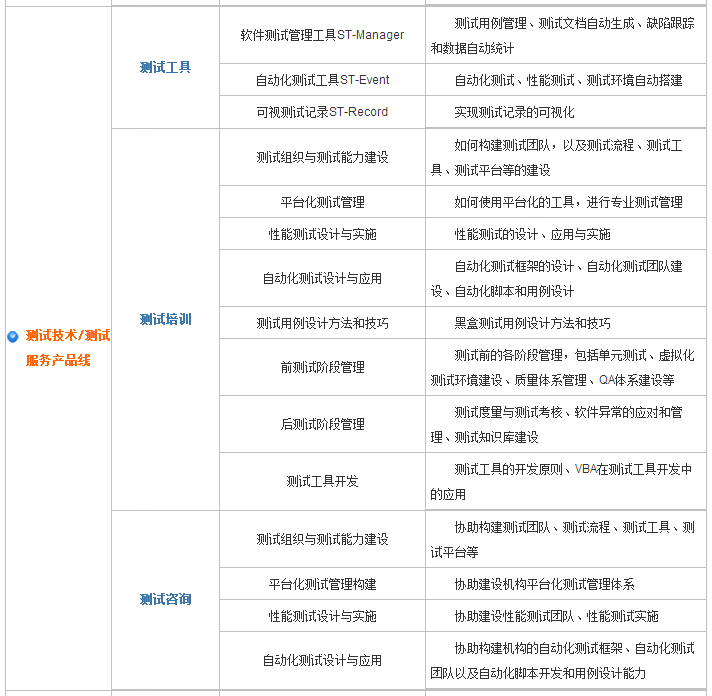 测试技术/测试
服务产品线
测试工具
软件测试管理工具ST-Manager
测试用例管理、测试文档自动生成、缺陷跟踪
和数据自动统计
自动化测试工具ST-Event
自动化测试、性能测试、测试环境自动搭建
可视测试记录ST-Record
实现测试记录的可视化
测试培训
测试组织与测试能力建设
如何构建测试团队，以及测试流程、测试工
具、测试平台等的建设
平台化测试管理
如何使用平台化的工具，进行专业测试管理
性能测试设计与实施
性能测试的设计、应用与实施
自动化测试设计与应用
自动化测试框架的设计、自动化测试团队建
设、自动化脚本和用例设计
测试用例设计方法和技巧
黑盒测试用例设计方法和技巧
前测试阶段管理
测试前的各阶段管理，包括单元测试、虚拟化
测试环境建设、质量体系管理、QA体系建设等
后测试阶段管理
测试度量与测试考核、软件异常的应对和管
理、测试知识库建设
测试工具开发
测试工具的开发原则、VBA在测试工具开发中
的应用
测试咨询
测试组织与测试能力建设
协助构建测试团队、测试流程、测试工具、测
试平台等
平台化测试管理构建
协助建设机构平台化测试管理体系
性能测试设计与实施
协助建设性能测试团队、性能测试实施
自动化测试设计与应用
协助构建机构的自动化测试框架、自动化测试
团队以及自动化脚本开发和用例设计能力